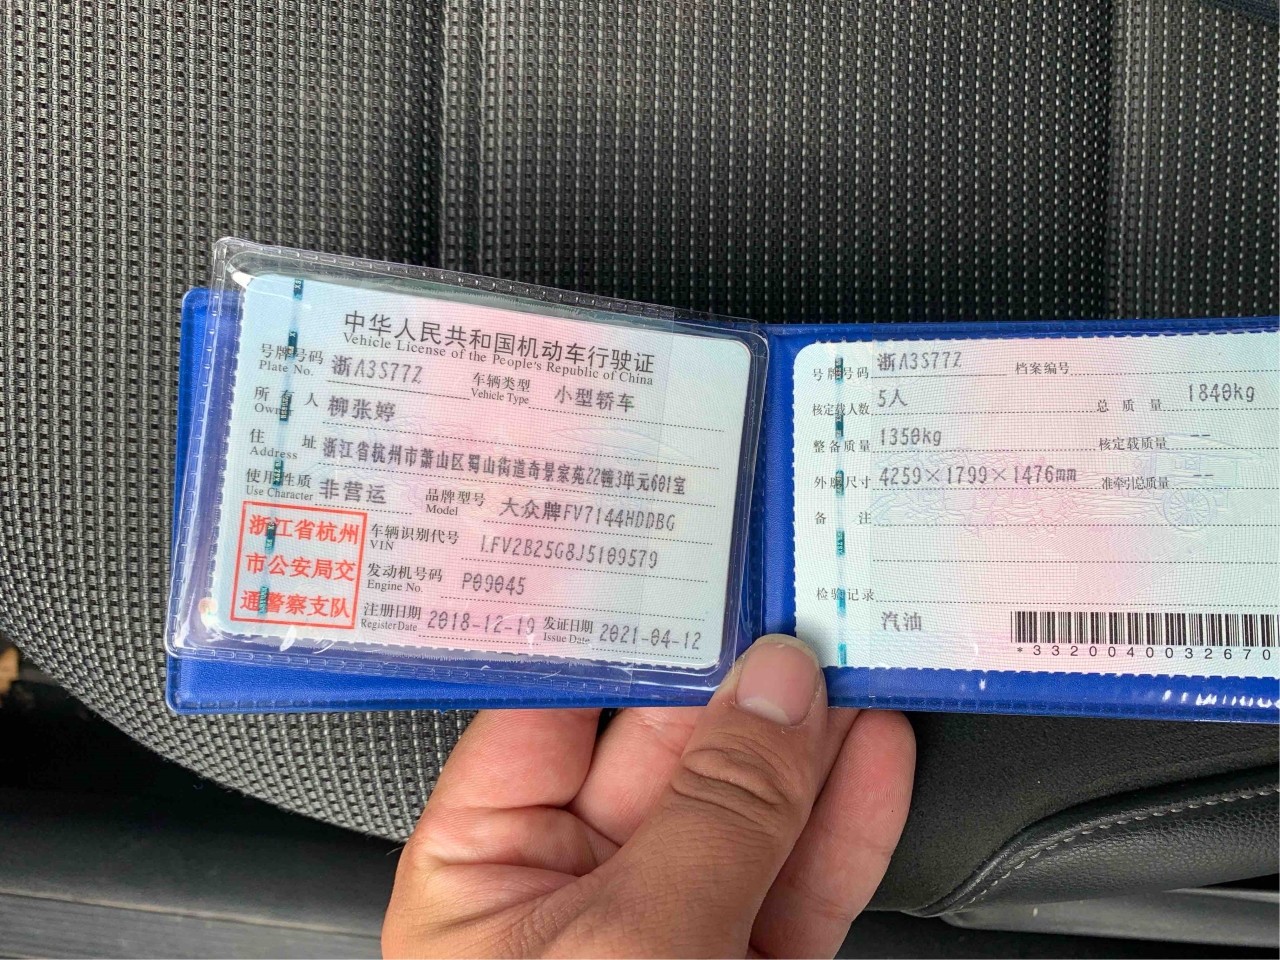 中华人民共和国机动车行驶证
Vehicle License of the People's Republic of China
号牌号码 浙A3S77Z 车辆类型 小型轿车
Plate No. Vehicle Type
所有人 柳张婷
Owner
住址 浙江省杭州市萧山区蜀山街道奇景家苑22幢3单元601室
Address
使用性质 非营运 品牌型号 大众牌FV7144HDDBG
Use Character Model
浙江省杭州
市公安局交
通警察支队
车辆识别代号 LFV2B25G8J5109579
VIN
发动机号码 P09045
Engine No.
注册日期 2018-12-19 发证日期 2021-04-12
Register Date Issue Date
号牌号码 浙A3S77Z 档案编号
核定载人数 5人 总质量 1840kg
整备质量 1350kg 核定载质量 --
外廓尺寸 4259×1799×1476mm 准牵引总质量 --
备注
检验记录
汽油
*3320040032670